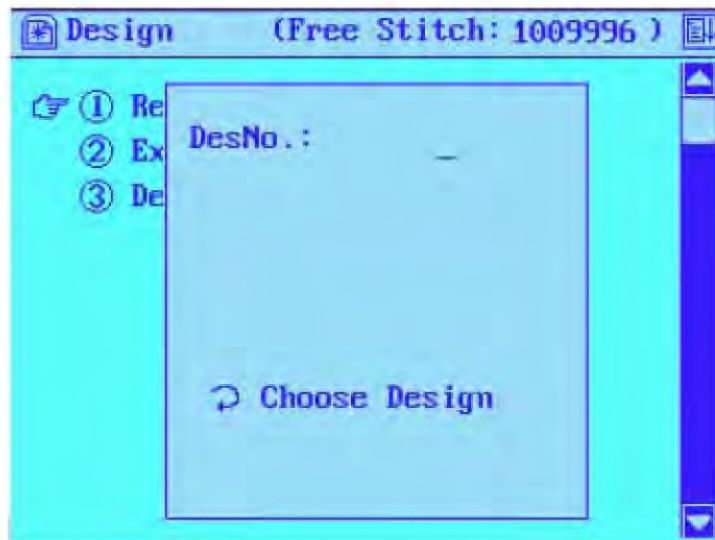 Design (Free Stitch: 1009996 )
① Re
② Ex
③ De
DesNo.: _
Choose Design